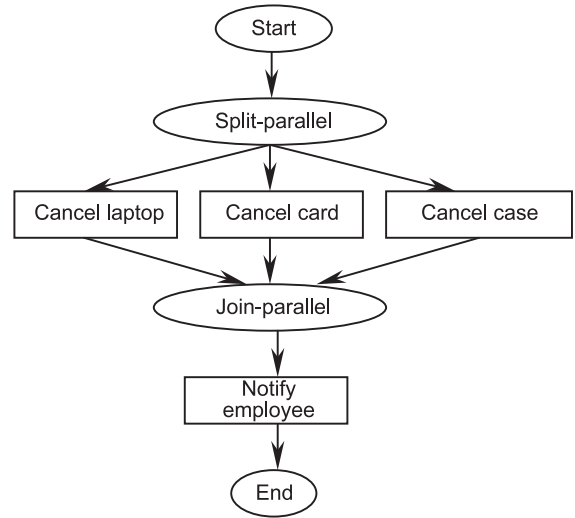 Start
Split-parallel
Cancel laptop
Cancel card
Cancel case
Join-parallel
Notify
employee
End